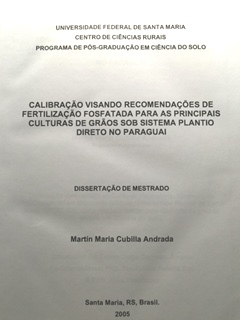 UNIVERSIDADE FEDERAL DE SANTA MARIA
CENTRO DE CIÊNCIAS RURAIS
PROGRAMA DE PÓS-GRADUAÇÃO EM CIÊNCIA DO SOLO
CALIBRAÇÃO VISANDO RECOMENDAÇÕES DE
FERTILIZAÇÃO FOSFATADA PARA AS PRINCIPAIS
CULTURAS DE GRÃOS SOB SISTEMA PLANTIO
DIRETO NO PARAGUAI
DISSERTAÇÃO DE MESTRADO
Martin Maria Cubilla Andrada
Santa Maria, RS, Brasil.
2005